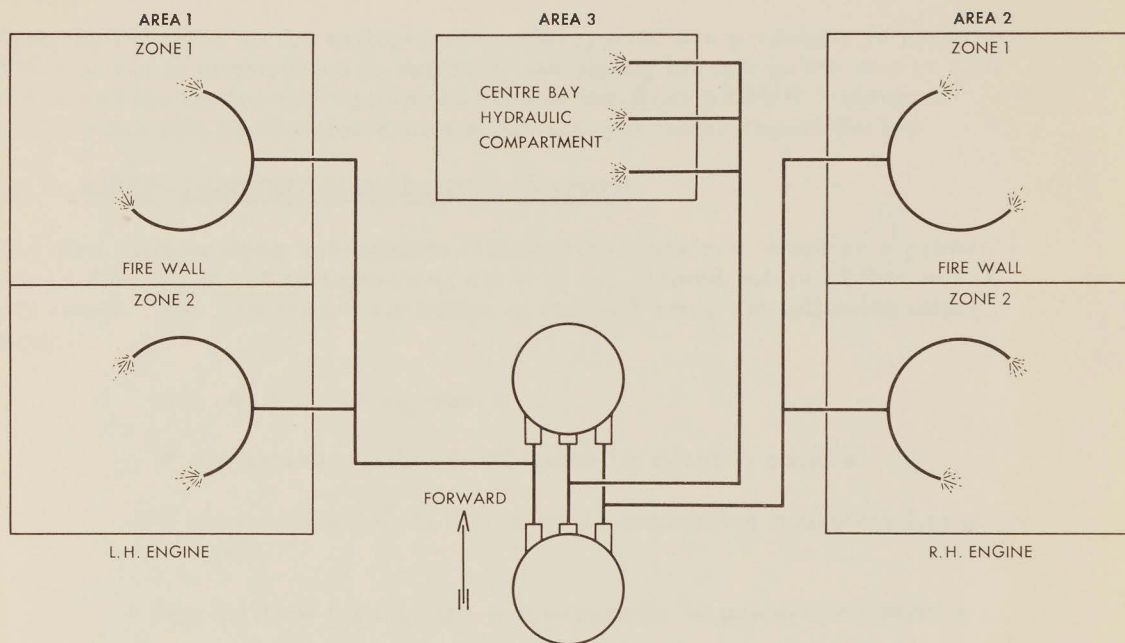 AREA 1
AREA 3
AREA 2
ZONE 1
ZONE 1
CENTRE BAY
HYDRAULIC
COMPARTMENT
FIRE WALL
FIRE WALL
ZONE 2
ZONE 2
FORWARD
L.H. ENGINE
R.H. ENGINE